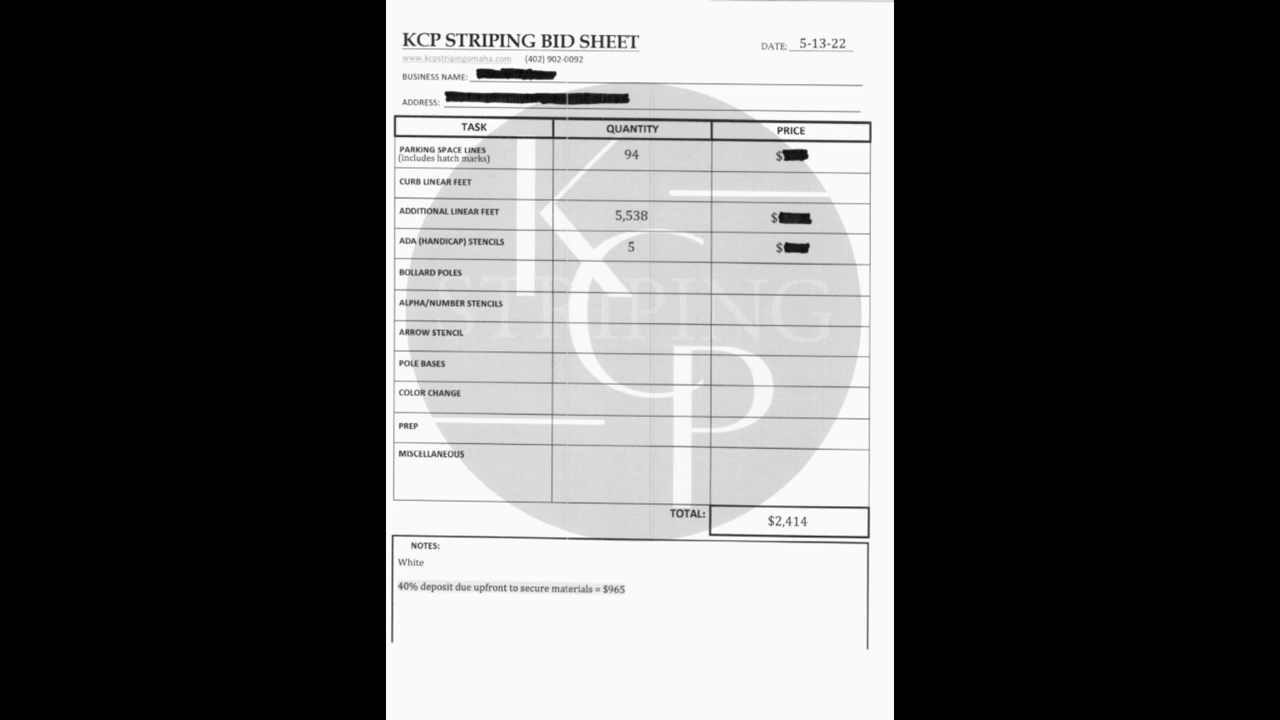 KCP STRIPING BID SHEET
DATE: 5-13-22
www.kcpstripingomaha.com (402) 902-0092
BUSINESS NAME:
ADDRESS:
TASK QUANTITY PRICE
PARKING SPACE LINES
(includes hatch marks) 94 $
CURB LINEAR FEET
ADDITIONAL LINEAR FEET 5,538 $
ADA (HANDICAP) STENCILS 5 $
BOLLARD POLES
ALPHA/NUMBER STENCILS
ARROW STENCIL
POLE BASES
COLOR CHANGE
PREP
MISCELLANEOUS
KCP
STRIPING
TOTAL: $2,414
NOTES:
White
40% deposit due upfront to secure materials = $965